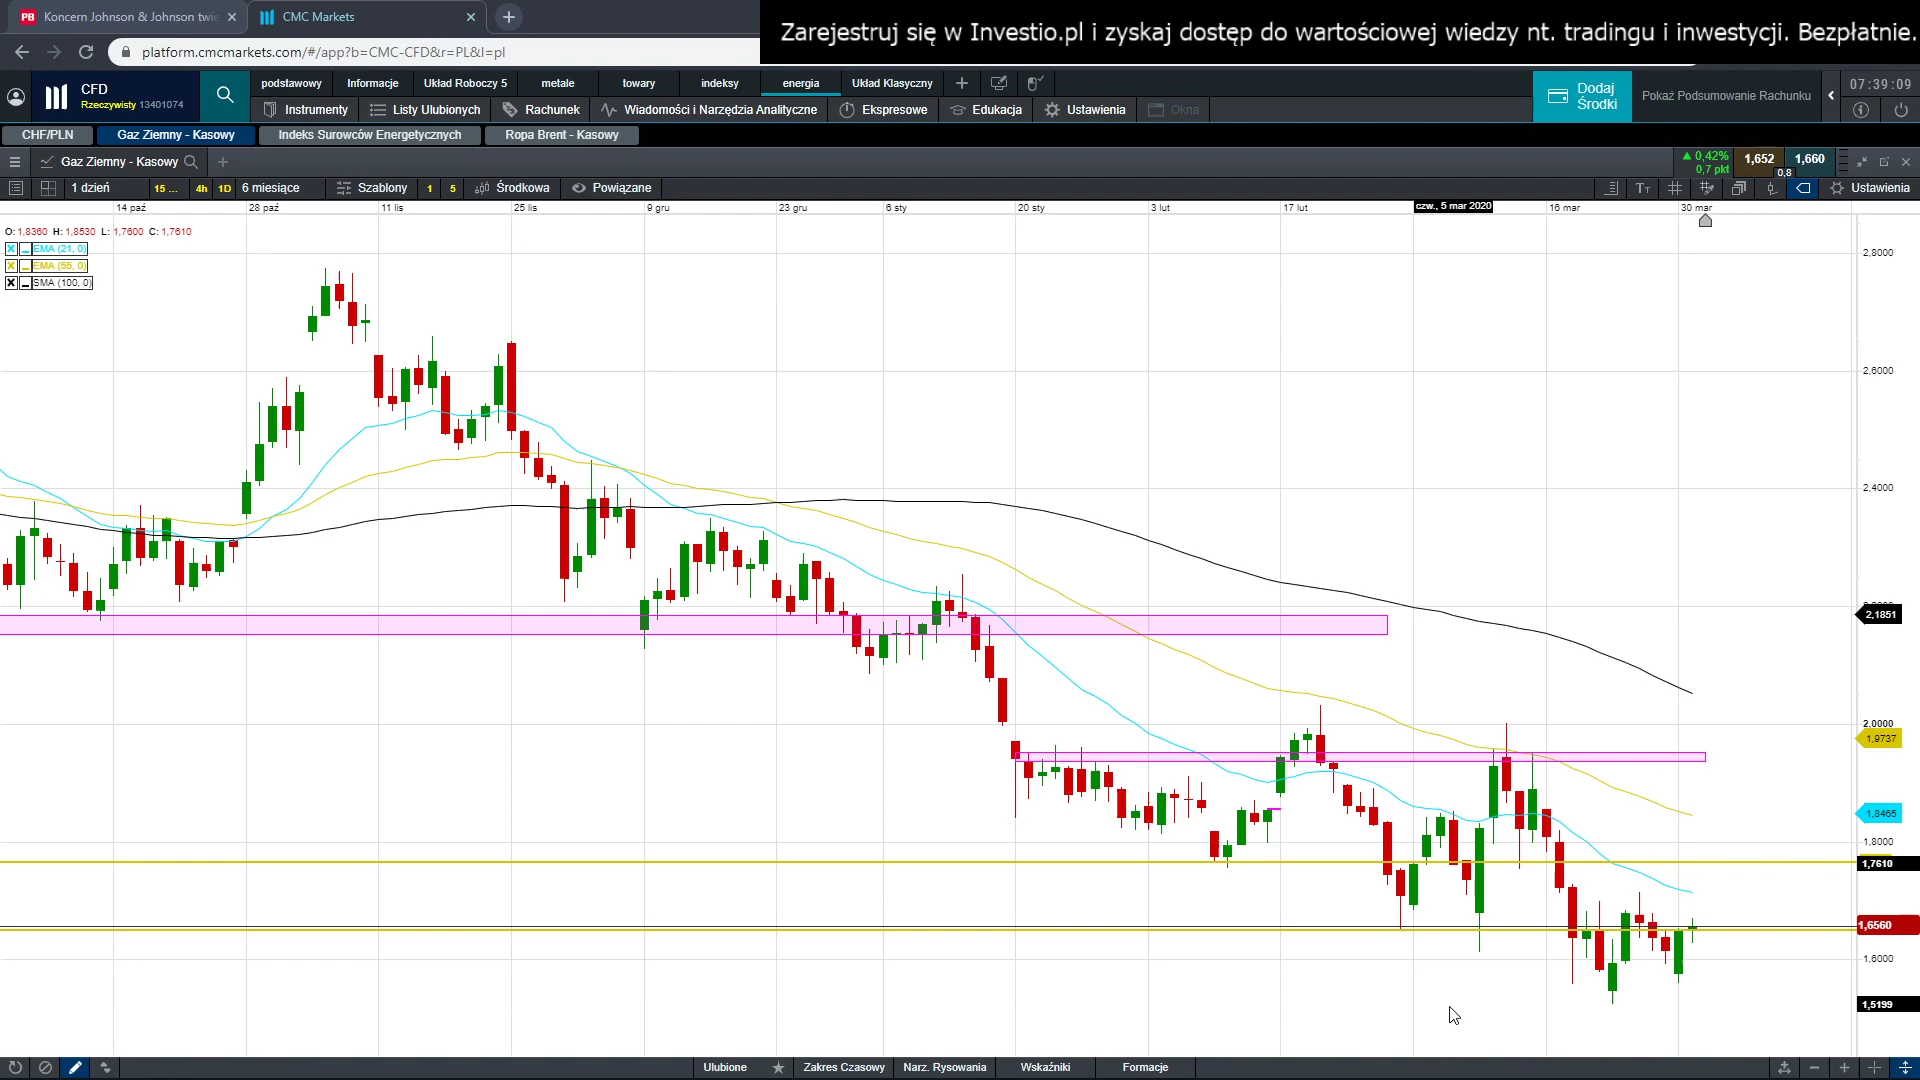 Koncern Johnson & Johnson twie
CMC Markets
Zarejestruj się w Investio.pl i zyskaj dostęp do wartościowej wiedzy nt. tradingu i inwestycji. Bezpłatnie.
platform.cmcmarkets.com/#/app?b=CMC-CFD&r=PL&l=pl
CFD
Rzeczywisty 13401074
podstawowy Informacje Układ Roboczy 5 metale towary indeksy energia Układ Klasyczny
Instrumenty Listy Ulubionych Rachunek Wiadomości i Narzędzia Analityczne Ekspresowe Edukacja Ustawienia Okna
Dodaj Środki
Pokaż Podsumowanie Rachunku
07:39:09
CHF/PLN Gaz Ziemny - Kasowy Indeks Surowców Energetycznych Ropa Brent - Kasowy
Gaz Ziemny - Kasowy
0,42%
0,7 pkt
1,652 1,660
0,8
1 dzień 15 ... 4h 1D 6 miesiące Szablony 1 5 Środkowa Powiązane Ustawienia
14 paź 28 paź 11 lis 25 lis 9 gru 23 gru 6 sty 20 sty 3 lut 17 lut czw., 5 mar 2020 16 mar 30 mar
O: 1,8360 H: 1,8530 L: 1,7600 C: 1,7610
EMA (21, 0)
EMA (55, 0)
SMA (100, 0)
2,8000
2,6000
2,4000
2,1851
2,0000
1,9737
1,8465
1,8000
1,7610
1,6560
1,6000
1,5199
Ulubione Zakres Czasowy Narz. Rysowania Wskaźniki Formacje